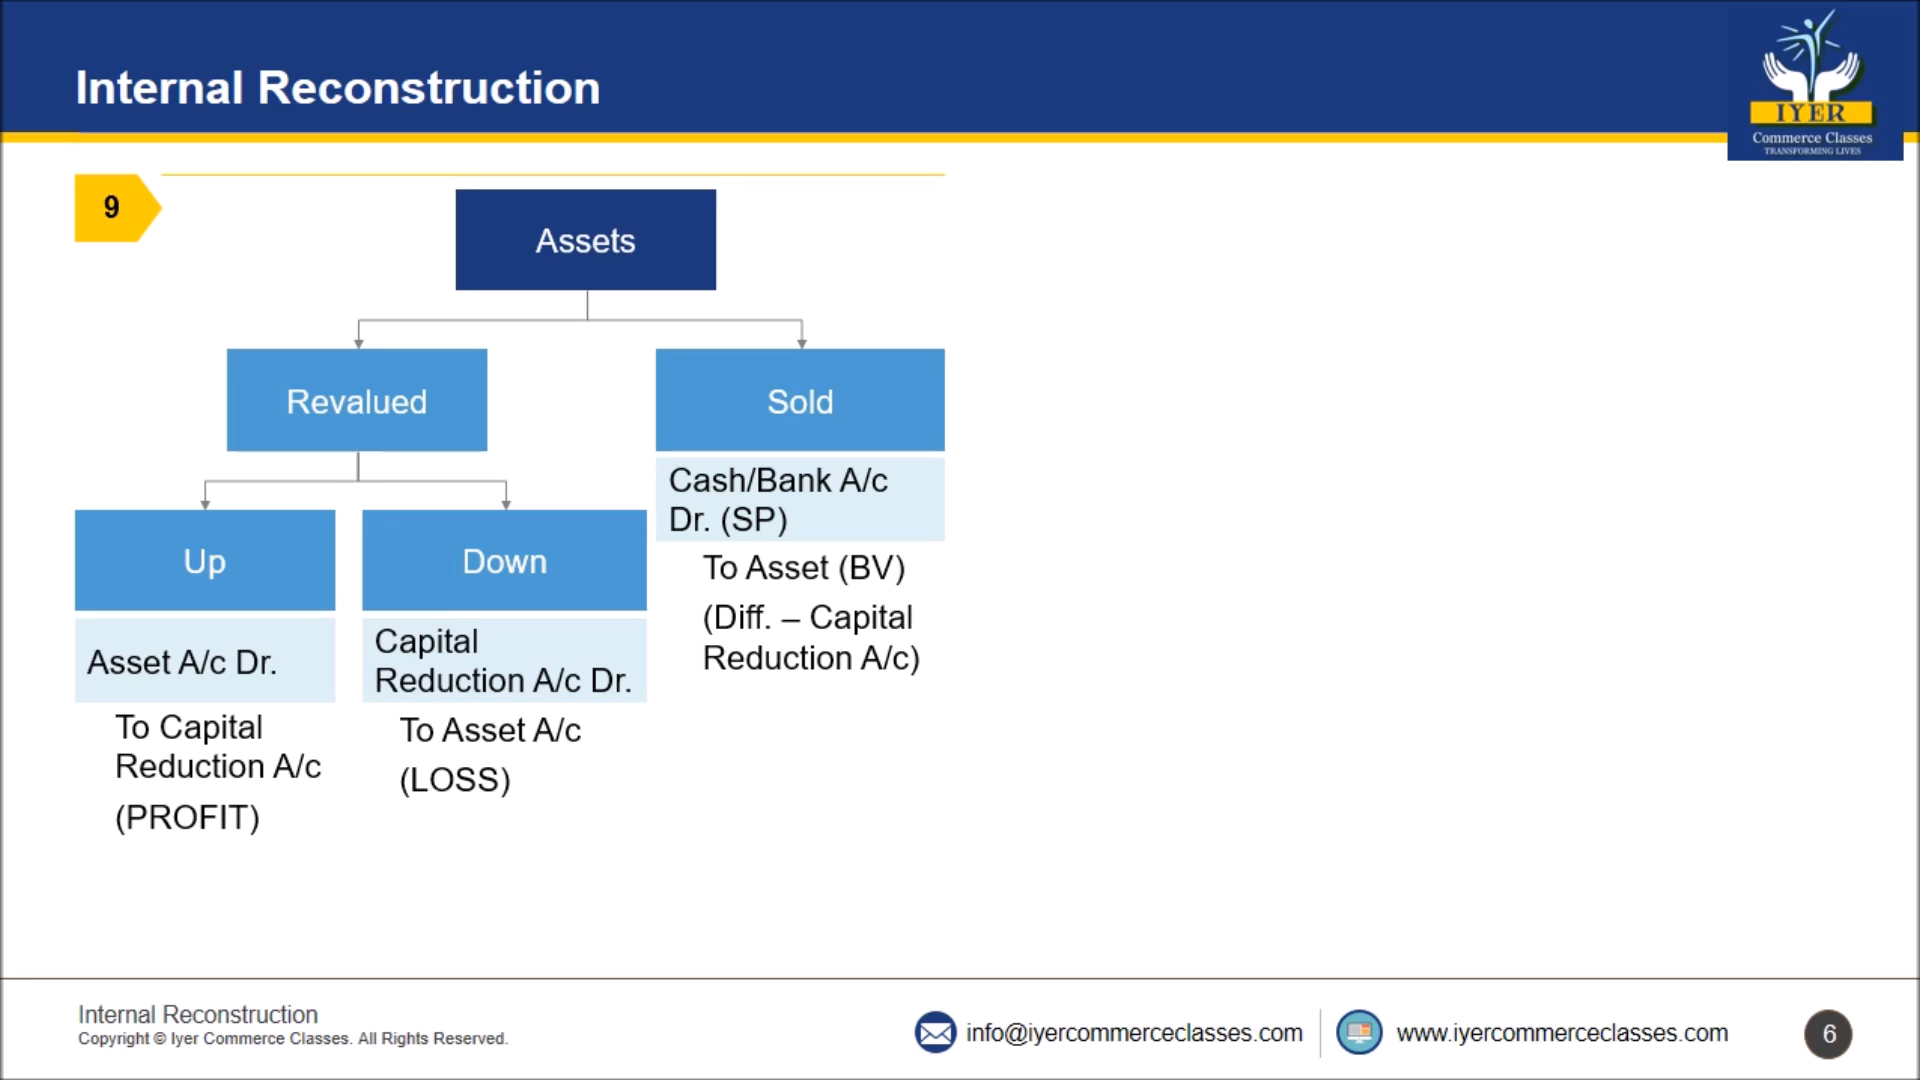 Internal Reconstruction
IYER
Commerce Classes
TRANSFORMING LIVES
9
Assets
Revalued
Sold
Cash/Bank A/c
Dr. (SP)
To Asset (BV)
(Diff. – Capital
Reduction A/c)
Up
Down
Asset A/c Dr.
To Capital
Reduction A/c
(PROFIT)
Capital
Reduction A/c Dr.
To Asset A/c
(LOSS)
Internal Reconstruction
Copyright © Iyer Commerce Classes. All Rights Reserved.
info@iyercommerceclasses.com
www.iyercommerceclasses.com
6